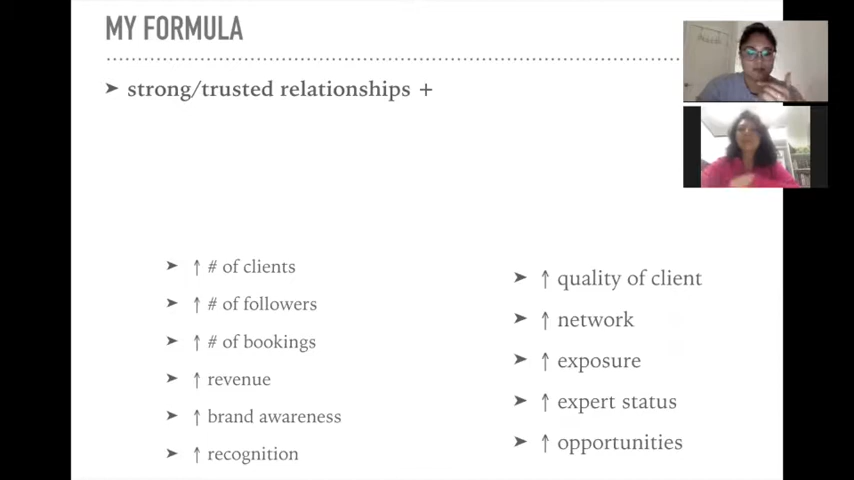 MY FORMULA
➤ strong/trusted relationships +
➤ ↑ # of clients
➤ ↑ # of followers
➤ ↑ # of bookings
➤ ↑ revenue
➤ ↑ brand awareness
➤ ↑ recognition
➤ ↑ quality of client
➤ ↑ network
➤ ↑ exposure
➤ ↑ expert status
➤ ↑ opportunities